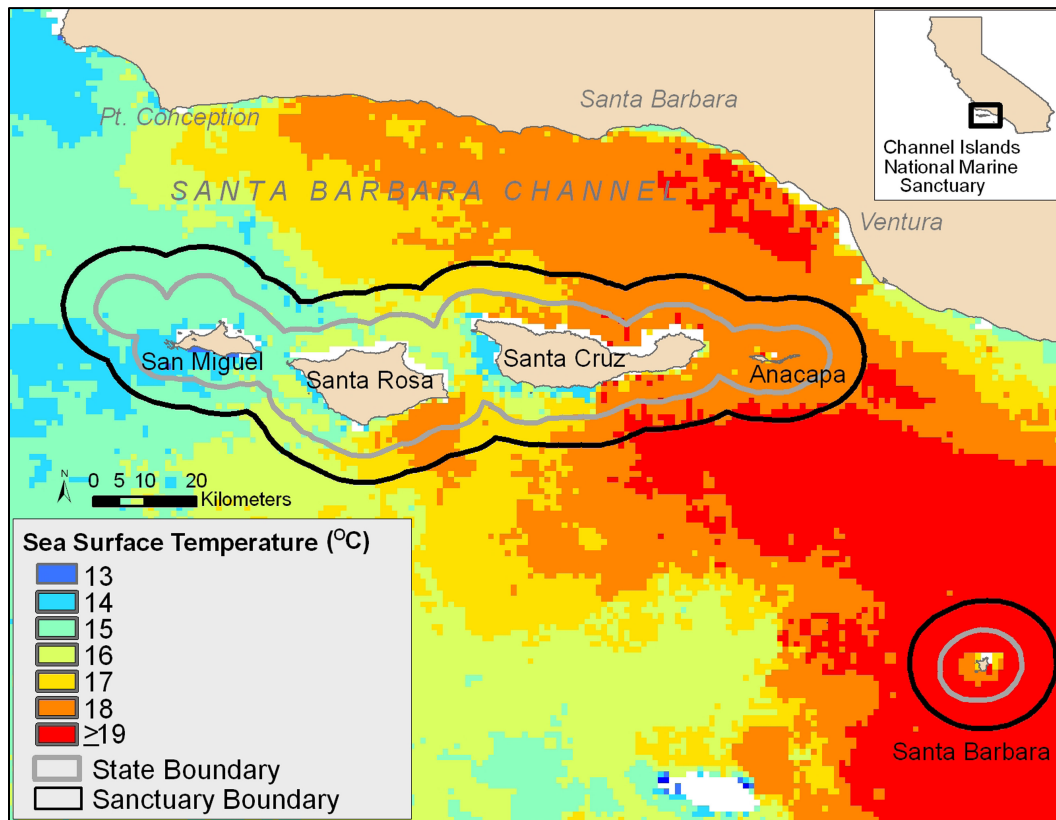 Pt. Conception
Santa Barbara
SANTA BARBARA CHANNEL
Ventura
Channel Islands
National Marine
Sanctuary
San Miguel
Santa Rosa
Santa Cruz
Anacapa
N
0 5 10 20
Kilometers
Sea Surface Temperature (°C)
13
14
15
16
17
18
≥19
State Boundary
Sanctuary Boundary
Santa Barbara